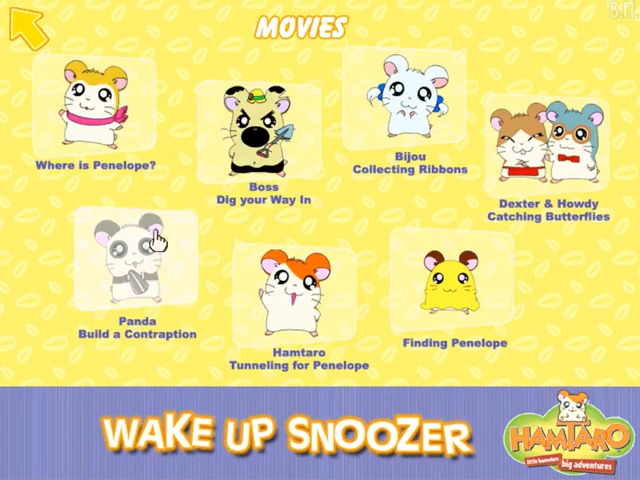 MOVIES
В.П.
Where is Penelope?
Boss
Dig your Way In
Bijou
Collecting Ribbons
Dexter & Howdy
Catching Butterflies
Panda
Build a Contraption
Hamtaro
Tunneling for Penelope
Finding Penelope
WAKE UP SNOOZER
HAMTARO
little hamsters big adventures